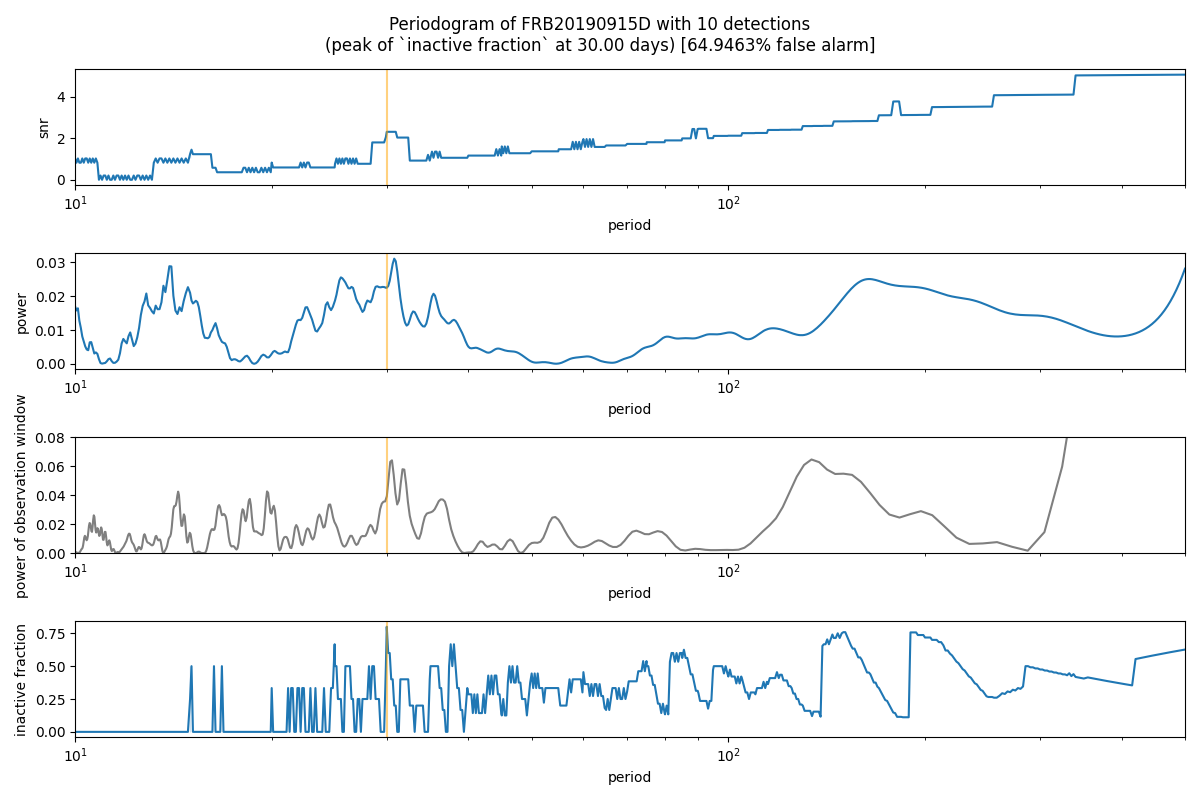 Periodogram of FRB20190915D with 10 detections
(peak of `inactive fraction` at 30.00 days) [64.9463% false alarm]
snr
4
2
0
10^1
10^2
period
power
0.03
0.02
0.01
0.00
10^1
10^2
period
power of observation window
0.08
0.06
0.04
0.02
0.00
10^1
10^2
period
inactive fraction
0.75
0.50
0.25
0.00
10^1
10^2
period